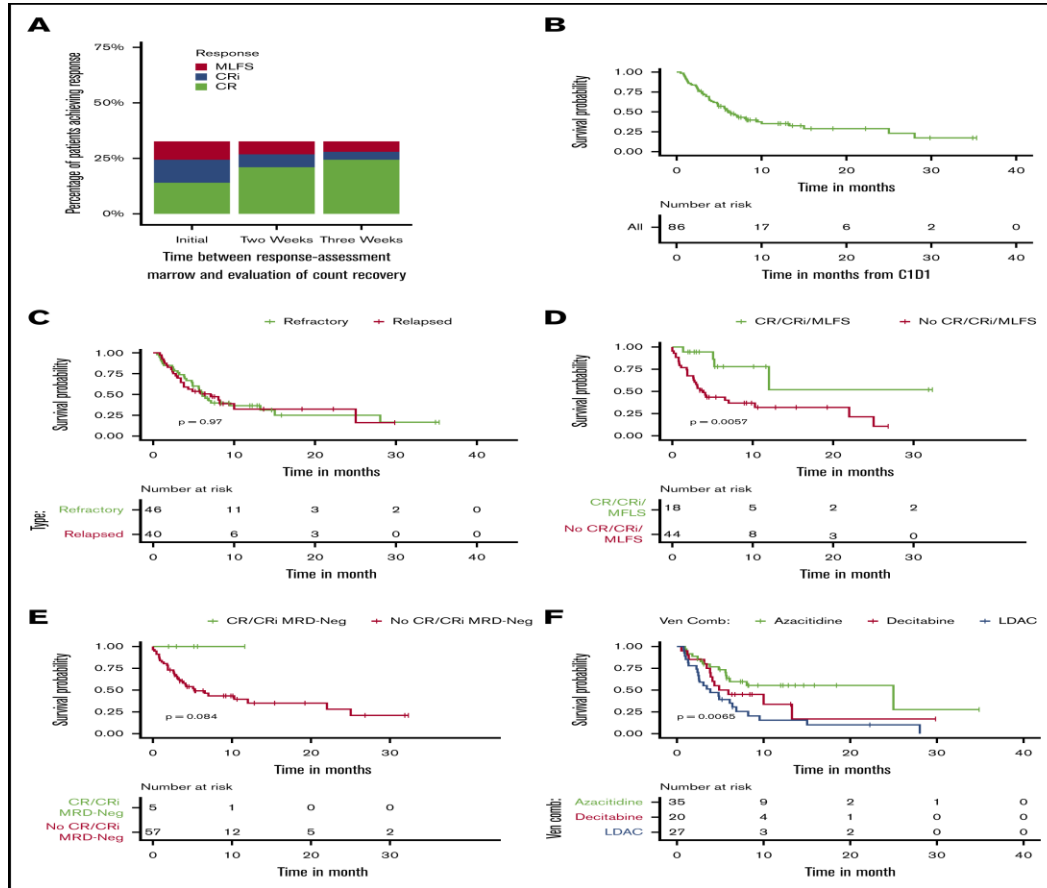 A
Percentage of patients achieving response
75%
50%
25%
0%
Response
MLFS
CRi
CR
Initial Two Weeks Three Weeks
Time between response-assessment
marrow and evaluation of count recovery
B
Survival probability
1.00
0.75
0.50
0.25
0.00
0 10 20 30 40
Time in months
Number at risk
All 86 17 6 2 0
0 10 20 30 40
Time in months from C1D1
C
Refractory Relapsed
Survival probability
1.00
0.75
0.50
0.25
0.00
p = 0.97
0 10 20 30 40
Time in months
Number at risk
Type:
Refractory 46 11 3 2 0
Relapsed 40 6 3 0 0
0 10 20 30 40
Time in month
D
CR/CRi/MLFS No CR/CRi/MLFS
Survival probability
1.00
0.75
0.50
0.25
0.00
p = 0.0057
0 10 20 30
Time in months
Number at risk
CR/CRi/
MFLS 18 5 2 2
No CR/CRi/
MLFS 44 8 3 0
0 10 20 30
Time in month
E
CR/CRi MRD-Neg No CR/CRi MRD-Neg
Survival probability
1.00
0.75
0.50
0.25
0.00
p = 0.084
0 10 20 30
Time in months
Number at risk
CR/CRi
MRD-Neg 5 1 0 0
No CR/CRi
MRD-Neg 57 12 5 2
0 10 20 30
Time in month
F
Ven Comb: Azacitidine Decitabine LDAC
Survival probability
1.00
0.75
0.50
0.25
0.00
p = 0.0065
0 10 20 30 40
Time in months
Number at risk
Ven comb:
Azacitidine 35 9 2 1 0
Decitabine 20 4 1 0 0
LDAC 27 3 2 0 0
0 10 20 30 40
Time in month